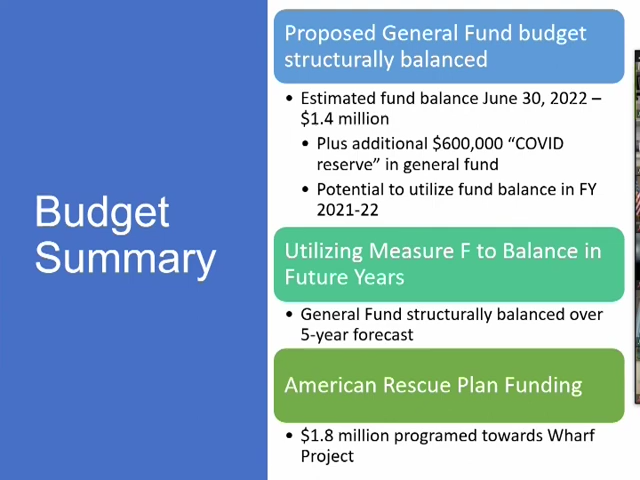 Budget
Summary
Proposed General Fund budget
structurally balanced
• Estimated fund balance June 30, 2022 –
$1.4 million
• Plus additional $600,000 “COVID
reserve” in general fund
• Potential to utilize fund balance in FY
2021-22
Utilizing Measure F to Balance in
Future Years
• General Fund structurally balanced over
5-year forecast
American Rescue Plan Funding
• $1.8 million programed towards Wharf
Project